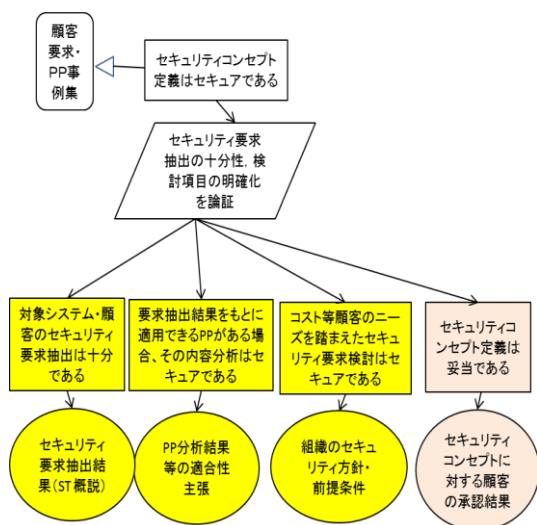 顧客
要求・
PP事
例集
セキュリティコンセプト
定義はセキュアである
セキュリティ要求
抽出の十分性, 検
討項目の明確化
を論証
対象システム・顧
客のセキュリティ
要求抽出は十分
である
要求抽出結果をもとに
適用できるPPがある場
合、その内容分析はセ
キュアである
コスト等顧客のニー
ズを踏まえたセキュ
リティ要求検討はセ
キュアである
セキュリティコ
ンセプト定義は
妥当である
セキュリティ
要求抽出結
果(ST概説)
PP分析結果
等の適合性
主張
組織のセキュ
リティ方針・
前提条件
セキュリティ
コンセプトに
対する顧客
の承認結果